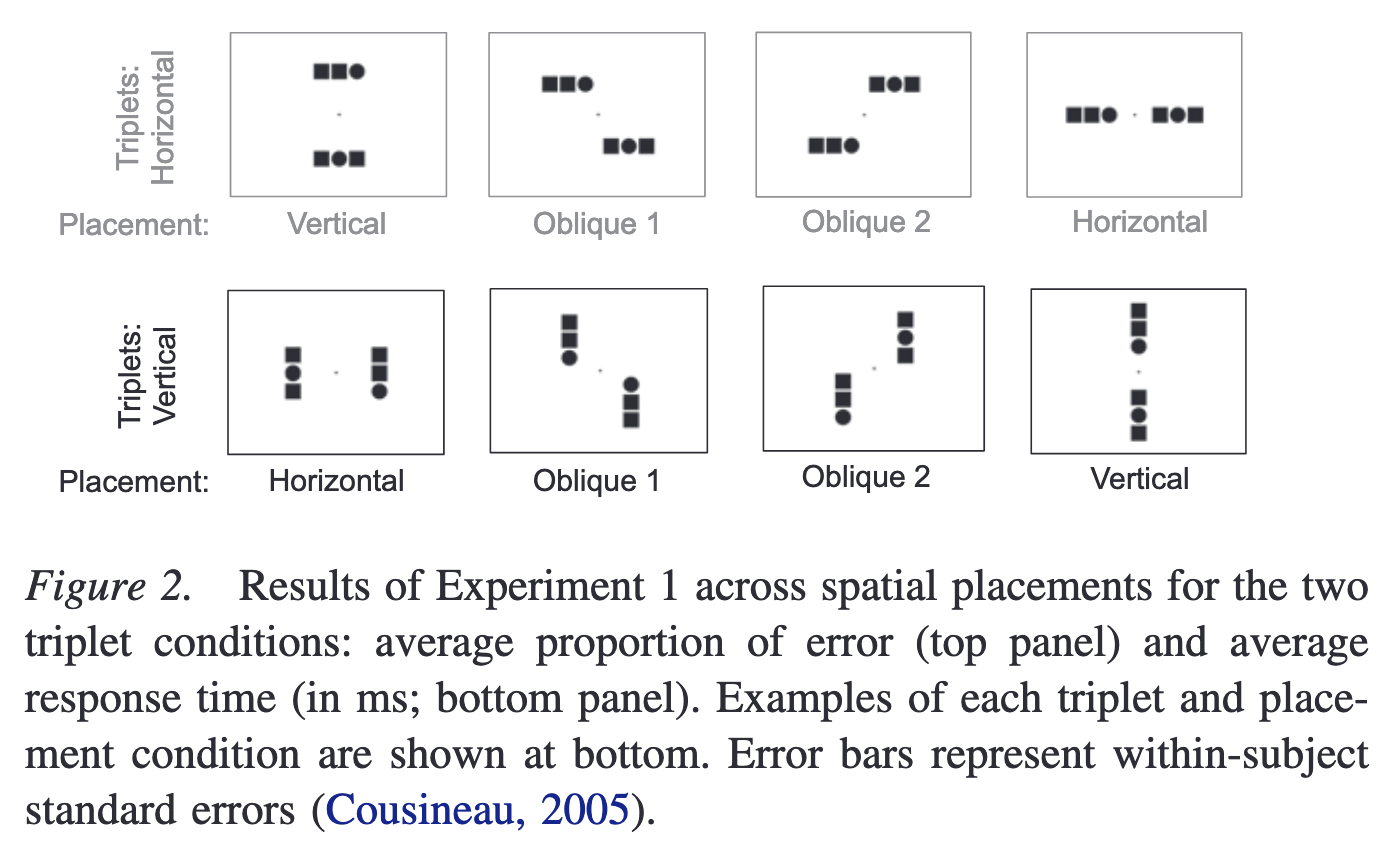 Triplets:
Horizontal
Placement: Vertical Oblique 1 Oblique 2 Horizontal
Triplets:
Vertical
Placement: Horizontal Oblique 1 Oblique 2 Vertical
Figure 2. Results of Experiment 1 across spatial placements for the two
triplet conditions: average proportion of error (top panel) and average
response time (in ms; bottom panel). Examples of each triplet and place-
ment condition are shown at bottom. Error bars represent within-subject
standard errors (Cousineau, 2005).